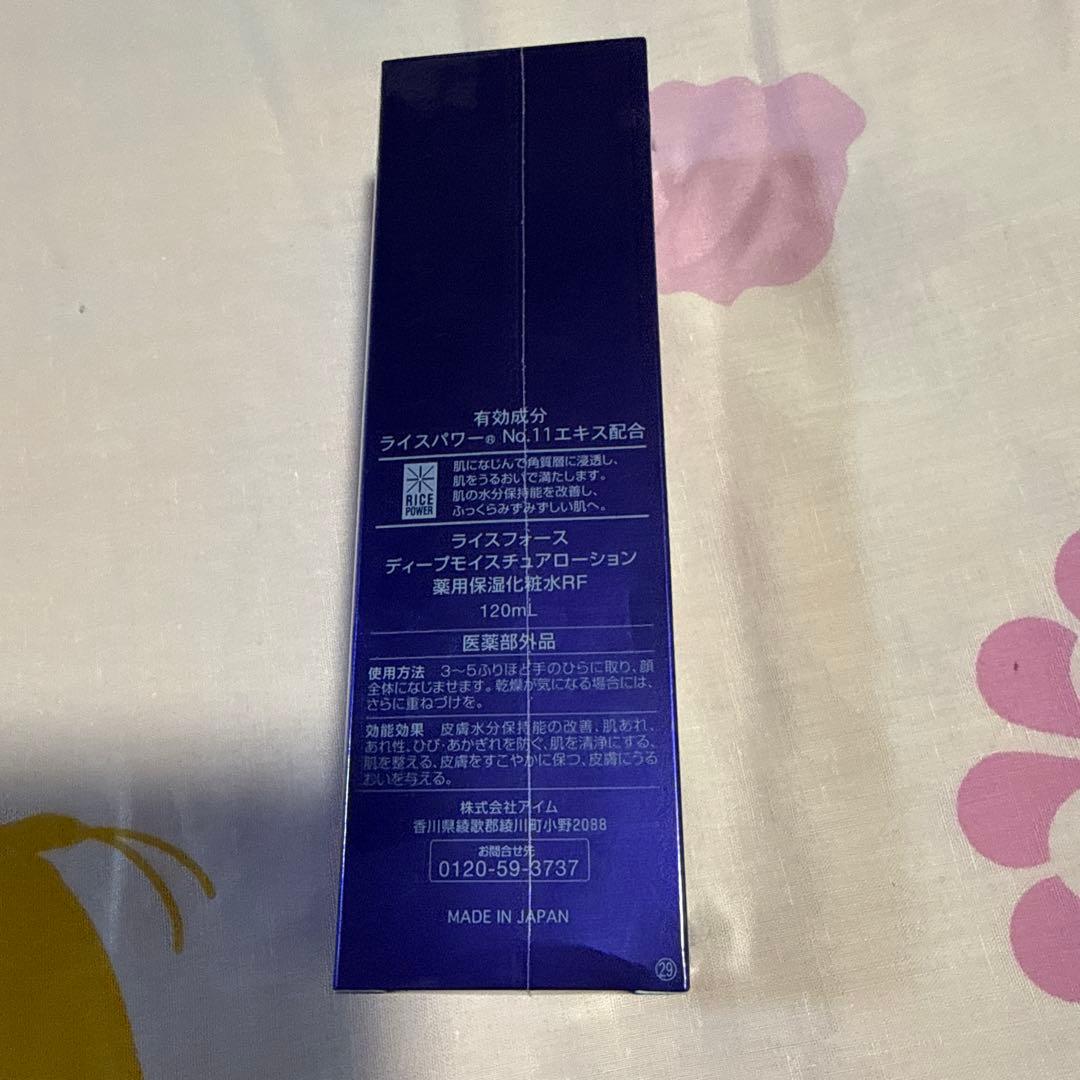 有効成分
ライスパワー® No.11エキス配合
RICE
POWER
肌になじんで角質層に浸透し、
肌をうるおいで満たします。
肌の水分保持能を改善し、
ふっくらみずみずしい肌へ。
ライスフォース
ディープモイスチュアローション
薬用保湿化粧水RF
120mL
医薬部外品
使用方法 3〜5ふりほど手のひらに取り、顔
全体になじませます。乾燥が気になる場合には、
さらに重ねづけを。
効能効果 皮膚水分保持能の改善、肌あれ、
あれ性、ひび・あかぎれを防ぐ、肌を清浄にする、
肌を整える、皮膚をすこやかに保つ、皮膚にうる
おいを与える。
株式会社アイム
香川県綾歌郡綾川町小野2088
お問合せ先
0120-59-3737
MADE IN JAPAN
㉙